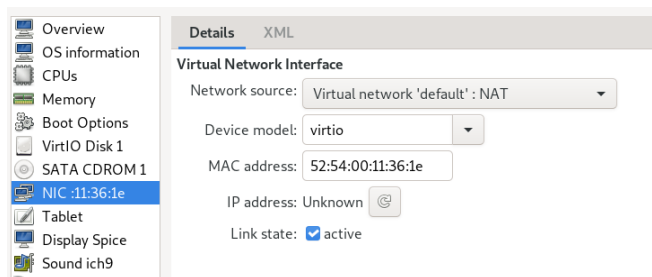 Overview
OS information
CPUs
Memory
Boot Options
VirtIO Disk 1
SATA CDROM 1
NIC :11:36:1e
Tablet
Display Spice
Sound ich9
Details XML
Virtual Network Interface
Network source: Virtual network 'default' : NAT
Device model: virtio
MAC address: 52:54:00:11:36:1e
IP address: Unknown
Link state: active